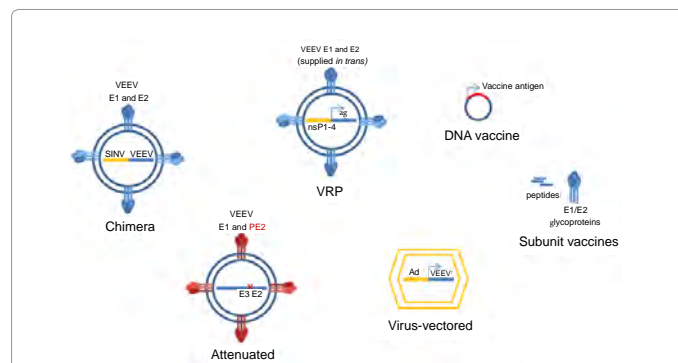 VEEV
E1 and E2
SINV VEEV
Chimera
VEEV E1 and E2
(supplied in trans)
nsP1-4
VRP
Vaccine antigen
DNA vaccine
peptides
E1/E2
glycoproteins
Subunit vaccines
VEEV
E1 and PE2
E3 E2
Attenuated
Ad VEEV
Virus-vectored